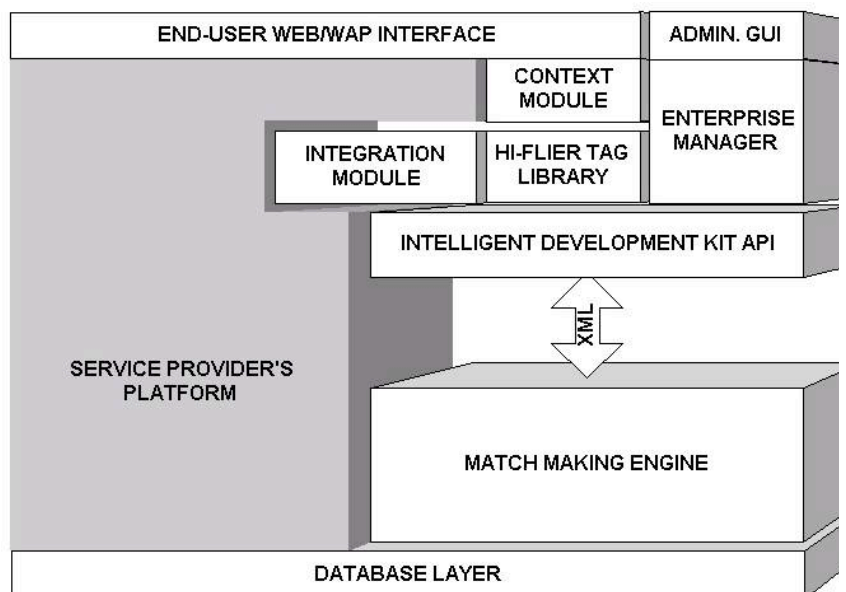 END-USER WEB/WAP INTERFACE
ADMIN. GUI
CONTEXT
MODULE
ENTERPRISE
MANAGER
INTEGRATION
MODULE
HI-FLIER TAG
LIBRARY
INTELLIGENT DEVELOPMENT KIT API
XML
SERVICE PROVIDER'S
PLATFORM
MATCH MAKING ENGINE
DATABASE LAYER